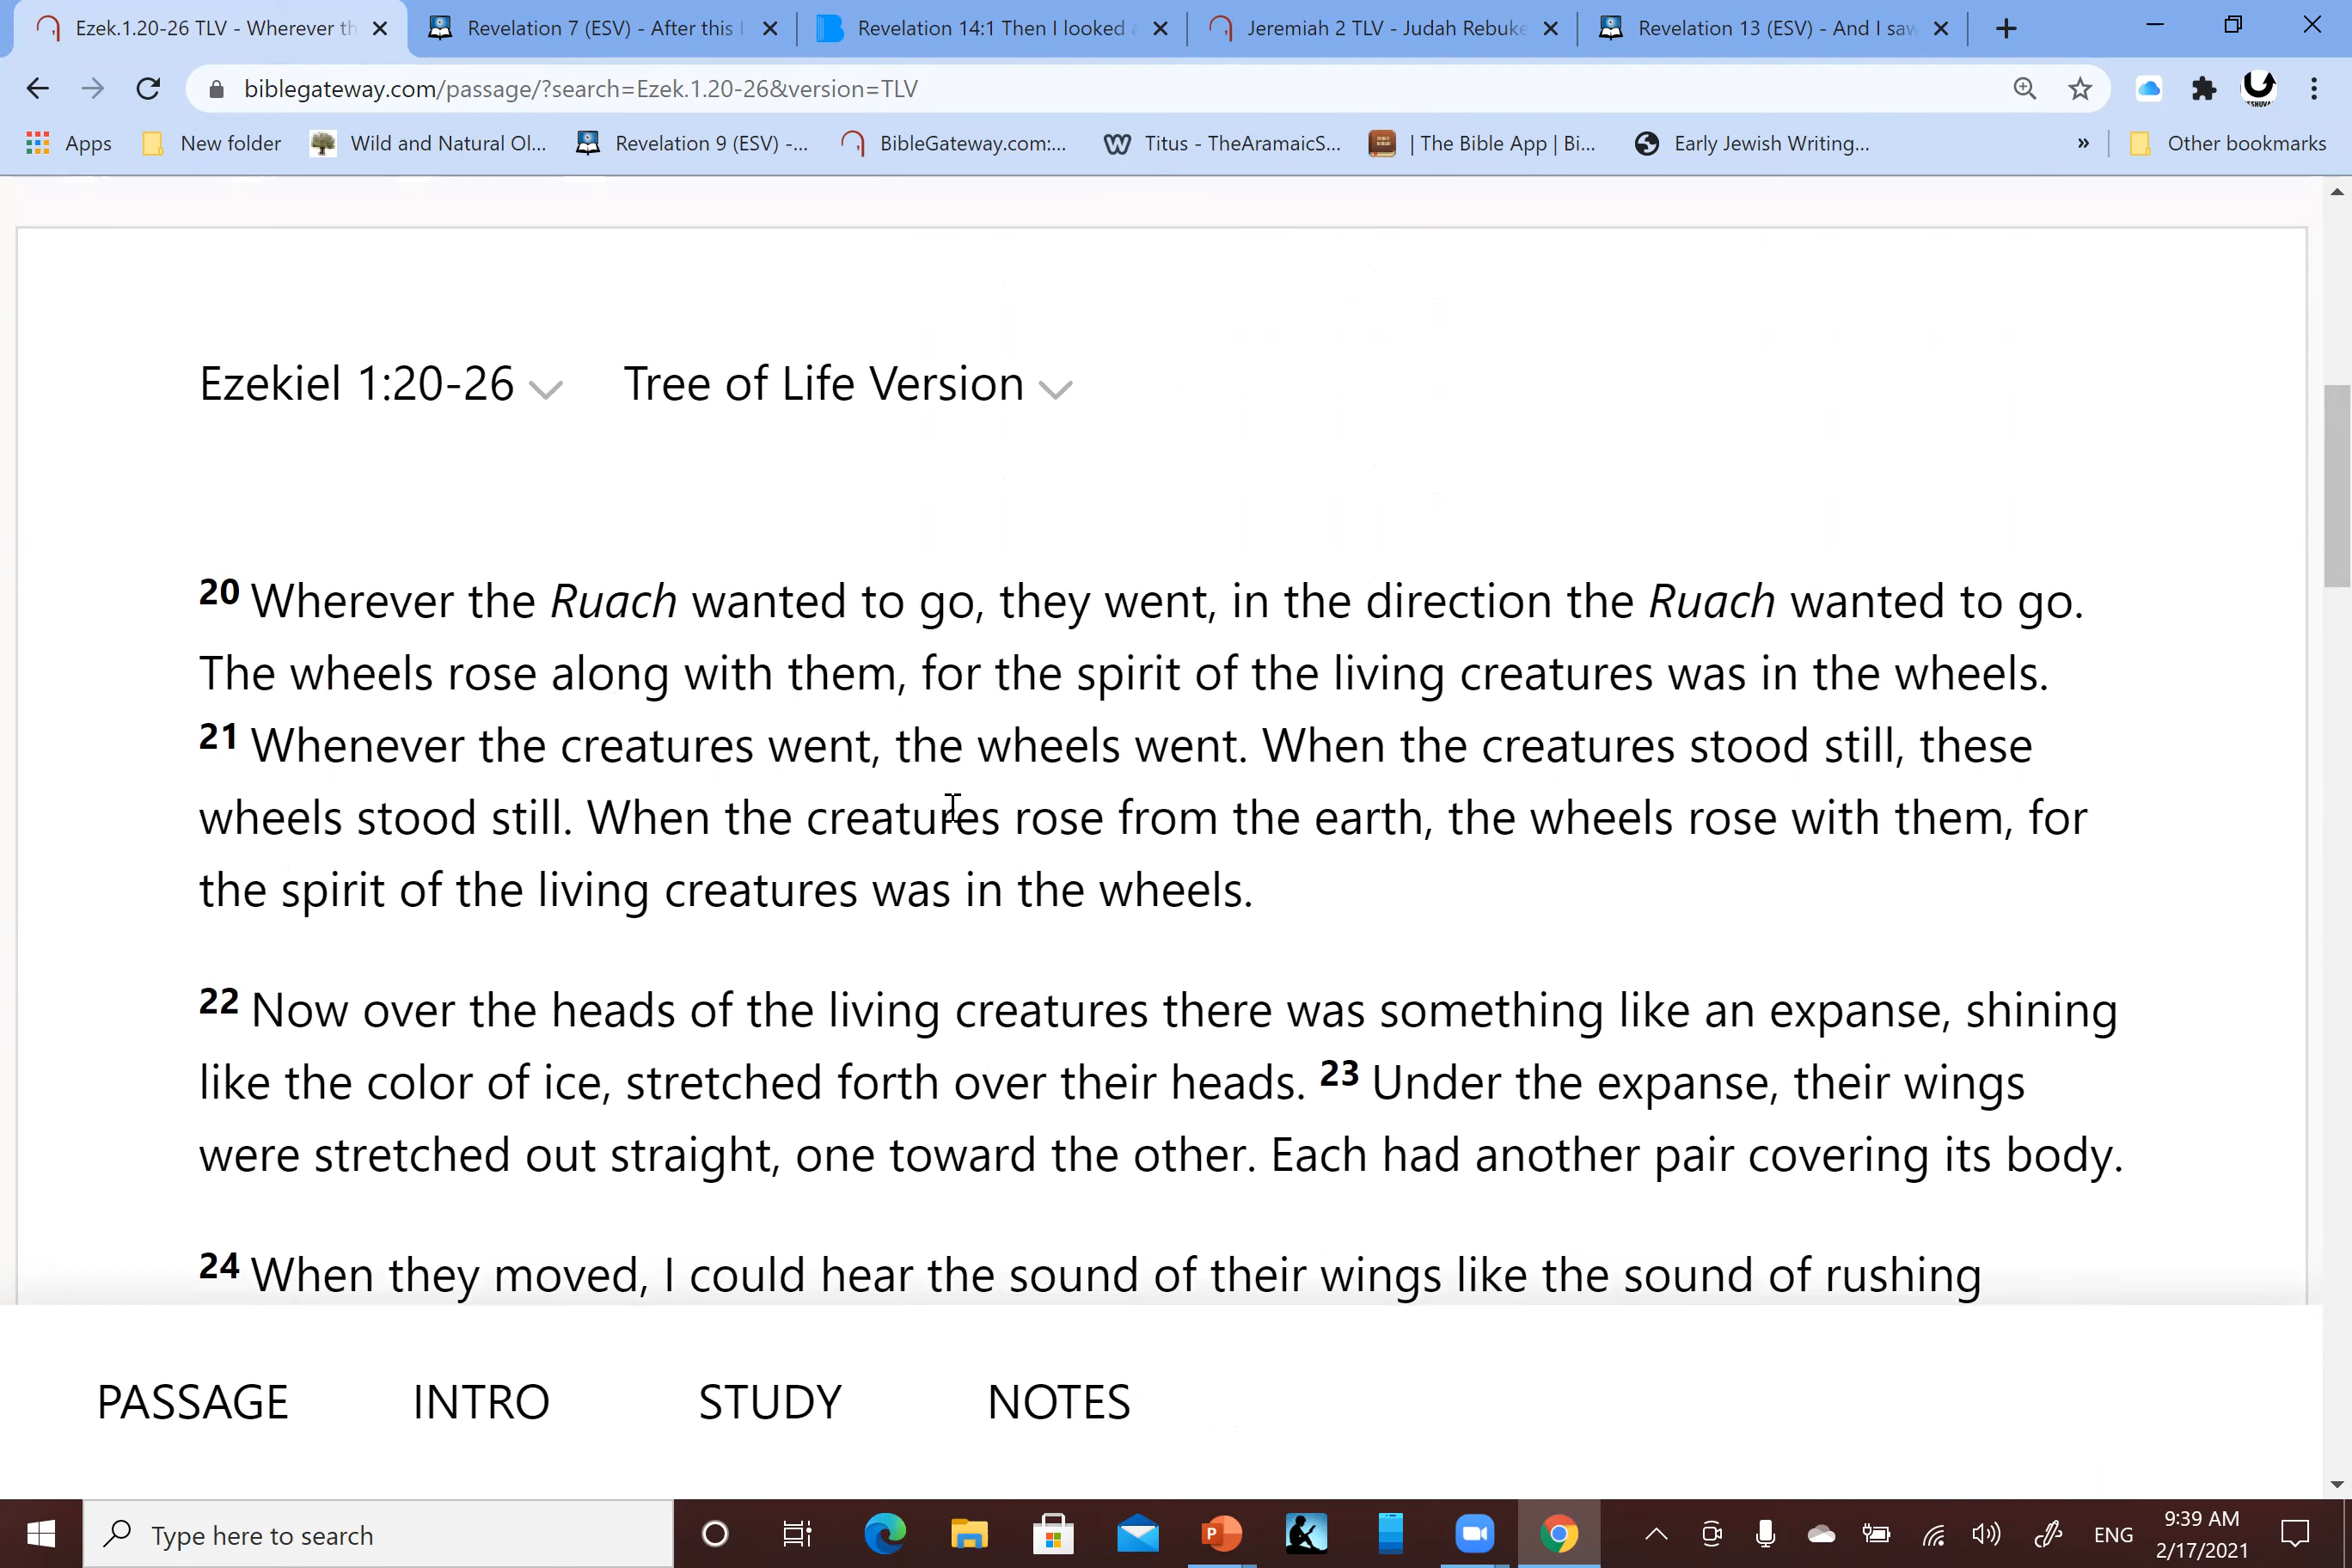 Ezek.1.20-26 TLV - Wherever th
Revelation 7 (ESV) - After this I
Revelation 14:1 Then I looked a
Jeremiah 2 TLV - Judah Rebuke
Revelation 13 (ESV) - And I saw
biblegateway.com/passage/?search=Ezek.1.20-26&version=TLV
Apps
New folder
Wild and Natural Ol...
Revelation 9 (ESV) -...
BibleGateway.com:...
Titus - TheAramaicS...
| The Bible App | Bi...
Early Jewish Writing...
»
Other bookmarks
Ezekiel 1:20-26 Tree of Life Version
20 Wherever the Ruach wanted to go, they went, in the direction the Ruach wanted to go.
The wheels rose along with them, for the spirit of the living creatures was in the wheels.
21 Whenever the creatures went, the wheels went. When the creatures stood still, these
wheels stood still. When the creatures rose from the earth, the wheels rose with them, for
the spirit of the living creatures was in the wheels.
22 Now over the heads of the living creatures there was something like an expanse, shining
like the color of ice, stretched forth over their heads. 23 Under the expanse, their wings
were stretched out straight, one toward the other. Each had another pair covering its body.
24 When they moved, I could hear the sound of their wings like the sound of rushing
PASSAGE INTRO STUDY NOTES
Type here to search
ENG
9:39 AM
2/17/2021